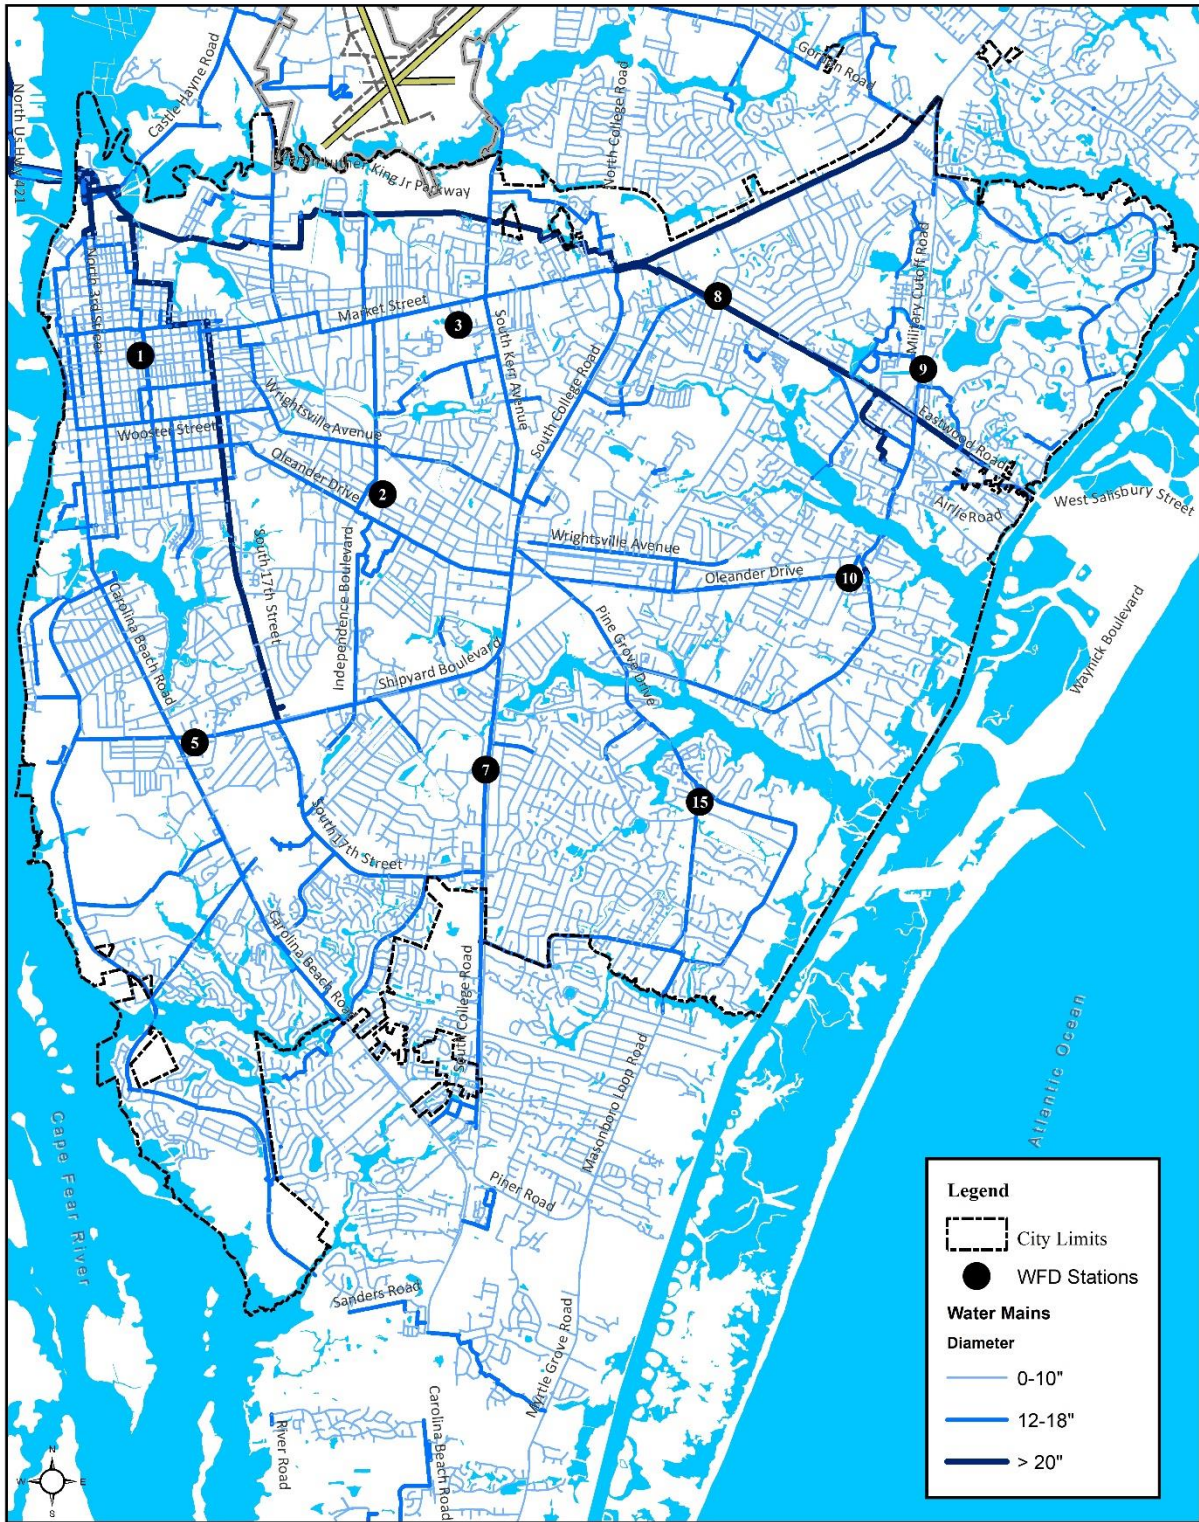 Gordon Road
Castle Hayne Road
North College Road
North Us Hwy 421
Martin Luther King Jr Parkway
Military Cutoff Road
North 3rd Street
8
Market Street
3
South Kerr Avenue
1
South College Road
9
Wrightsville Avenue
Wooster Street
Eastwood Road
Oleander Drive
2
West Salisbury Street
Airlie Road
South 17th Street
Independence Boulevard
Wrightsville Avenue
Oleander Drive
10
Carolina Beach Road
Pine Grove Drive
Shipyard Boulevard
Waynick Boulevard
5
7
15
South 17th Street
Carolina Beach Road
South College Road
Masonboro Loop Road
Atlantic Ocean
Cape Fear River
Piner Road
Sanders Road
Myrtle Grove Road
River Road
Carolina Beach Road
Legend
City Limits
WFD Stations
Water Mains
Diameter
0-10"
12-18"
> 20"
N
W E
S